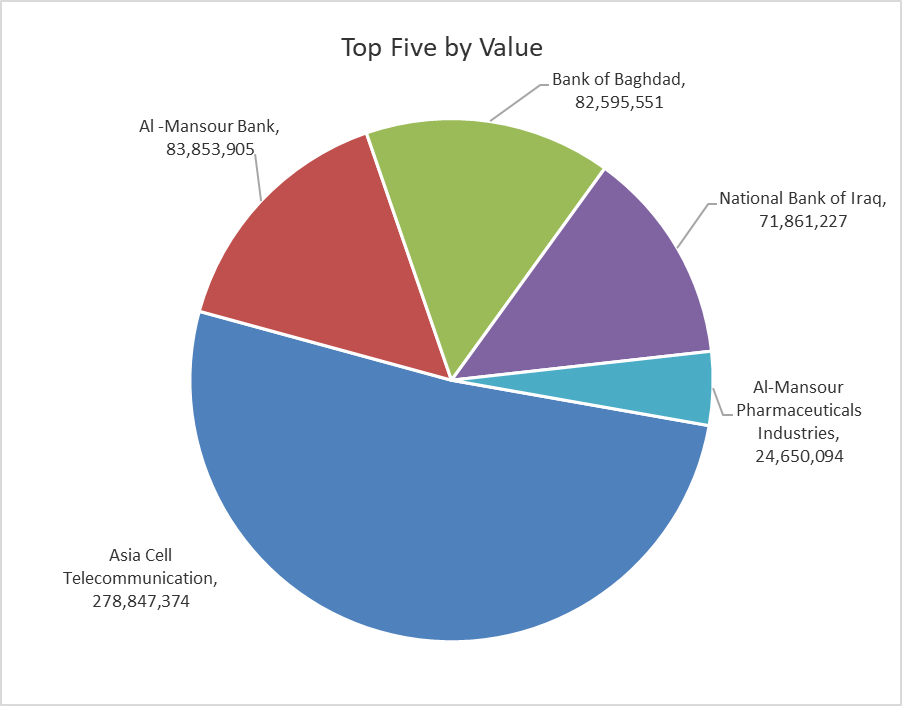 Top Five by Value
Bank of Baghdad,
82,595,551
Al -Mansour Bank,
83,853,905
National Bank of Iraq,
71,861,227
Al-Mansour
Pharmaceuticals
Industries,
24,650,094
Asia Cell
Telecommunication,
278,847,374